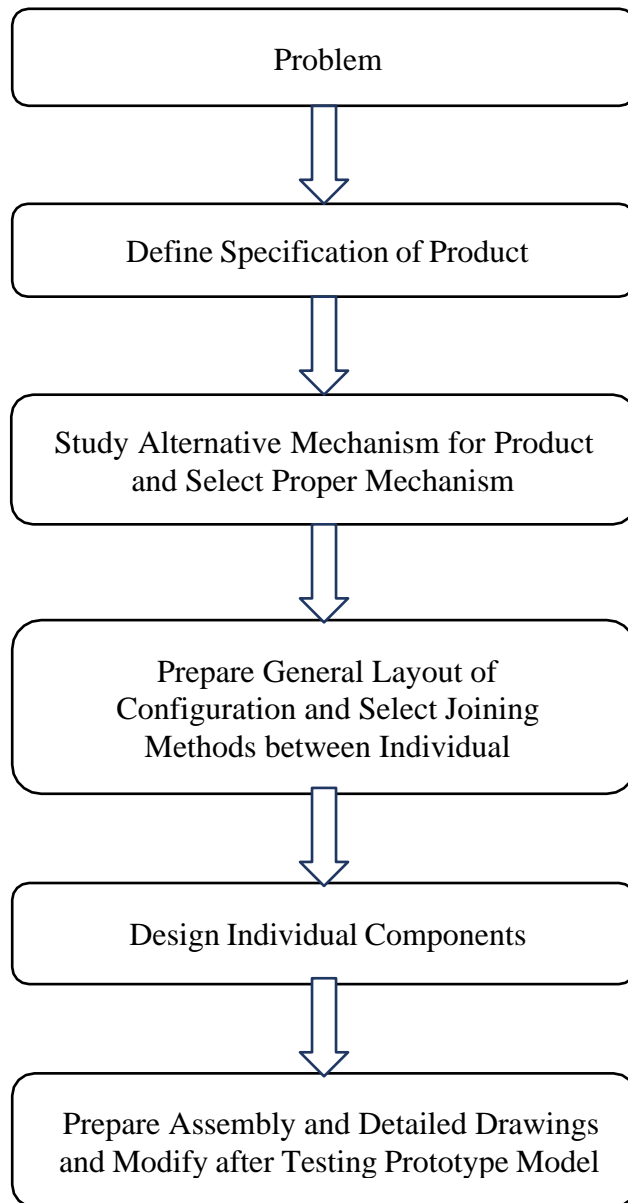 Problem
Define Specification of Product
Study Alternative Mechanism for Product
and Select Proper Mechanism
Prepare General Layout of
Configuration and Select Joining
Methods between Individual
Design Individual Components
Prepare Assembly and Detailed Drawings
and Modify after Testing Prototype Model